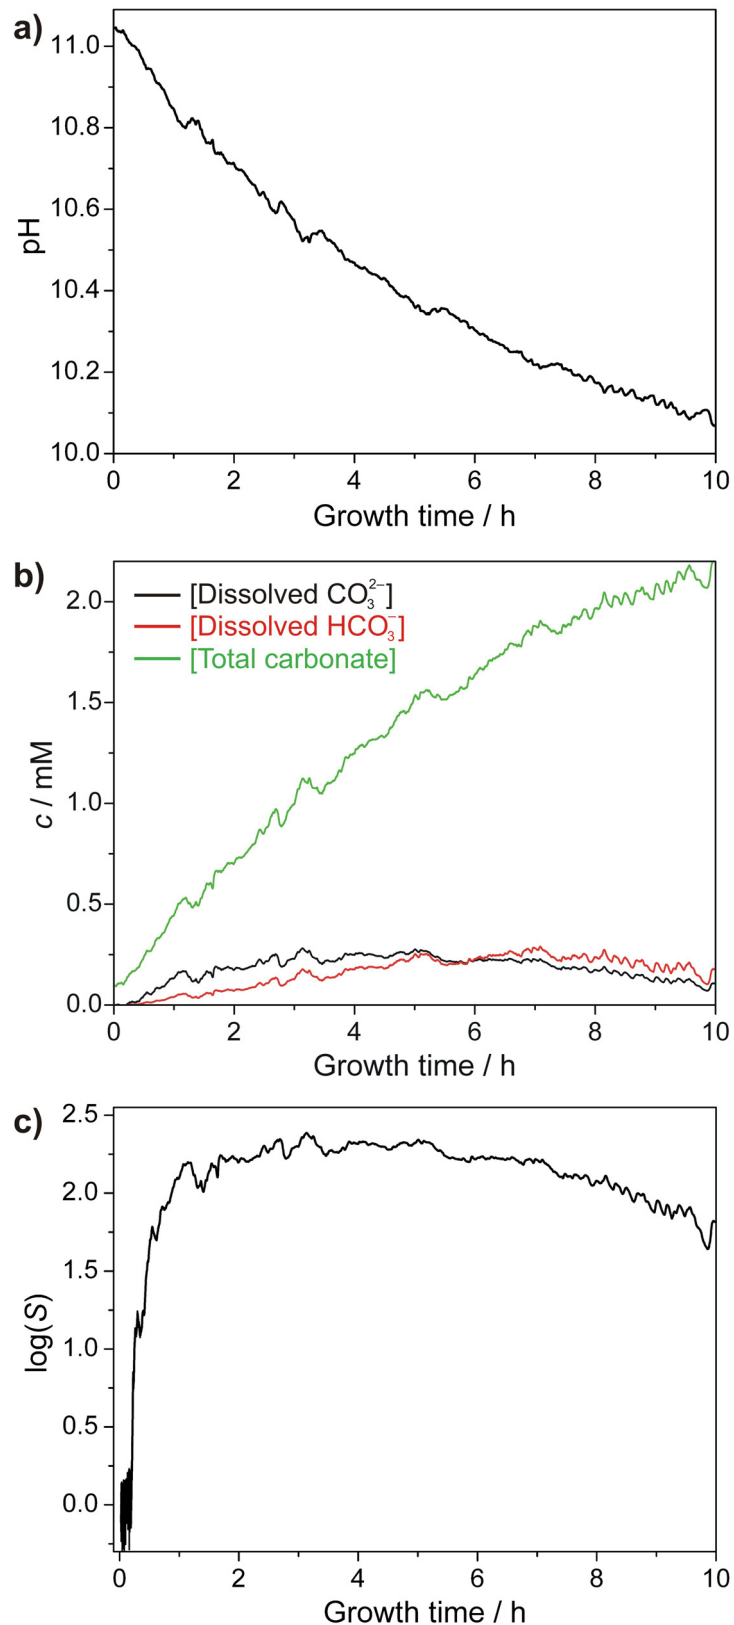 a)
11.0
10.8
10.6
10.4
10.2
10.0
pH
0 2 4 6 8 10
Growth time / h
b)
[Dissolved CO₃²⁻]
[Dissolved HCO₃⁻]
[Total carbonate]
2.0
1.5
1.0
0.5
0.0
c / mM
0 2 4 6 8 10
Growth time / h
c)
2.5
2.0
1.5
1.0
0.5
0.0
log(S)
0 2 4 6 8 10
Growth time / h